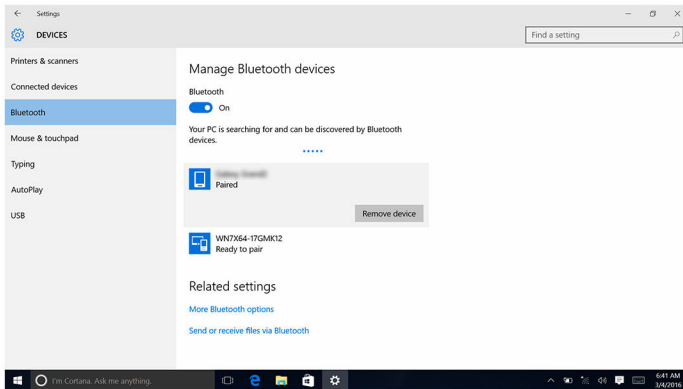 Settings
DEVICES
Find a setting
Printers & scanners
Connected devices
Bluetooth
Mouse & touchpad
Typing
AutoPlay
USB
Manage Bluetooth devices
Bluetooth
On
Your PC is searching for and can be discovered by Bluetooth
devices.
Paired
Remove device
WN7X64-17GMK12
Ready to pair
Related settings
More Bluetooth options
Send or receive files via Bluetooth
I'm Cortana. Ask me anything.
6:41 AM
3/4/2016